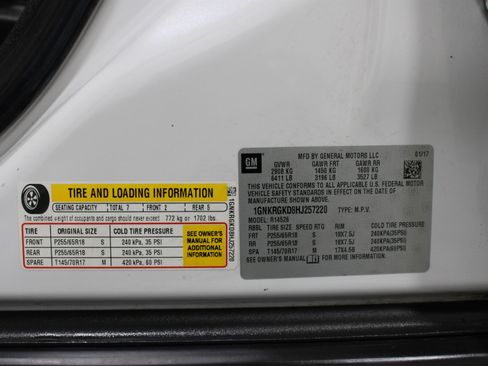 TIRE AND LOADING INFORMATION
SEATING CAPACITY TOTAL 7 FRONT 2 REAR 5
The combined weight of occupants and cargo should never exceed 772 kg or 1702 lbs.
TIRE ORIGINAL SIZE COLD TIRE PRESSURE
FRONT P255/65R18 S 240 kPa, 35 PSI
REAR P255/65R18 S 240 kPa, 35 PSI
SPARE T145/70R17 M 420 kPa, 60 PSI
SEE OWNER'S
MANUAL FOR
ADDITIONAL
INFORMATION
1GNKRGKD8HJ257220
GM
MFD BY GENERAL MOTORS LLC 01/17
GVWR GAWR FRT GAWR RR
2908 KG 1450 KG 1600 KG
6411 LB 3196 LB 3527 LB
THIS VEHICLE CONFORMS TO ALL APPLICABLE U.S. FEDERAL MOTOR
VEHICLE SAFETY STANDARDS IN EFFECT ON THE DATE OF
MANUFACTURE SHOWN ABOVE.
1GNKRGKD8HJ257220 TYPE: M.P.V.
MODEL: R14526
TIRE SIZE SPEED RTG RIM COLD TIRE PRESSURE
FRT P255/65R18 S 18X7.5J 240KPA(35PSI)
RR P255/65R18 S 18X7.5J 240KPA(35PSI)
SPA T145/70R17 M 17X4.5B 420KPA(60PSI)
SEE OWNER'S MANUAL FOR MORE INFORMATION